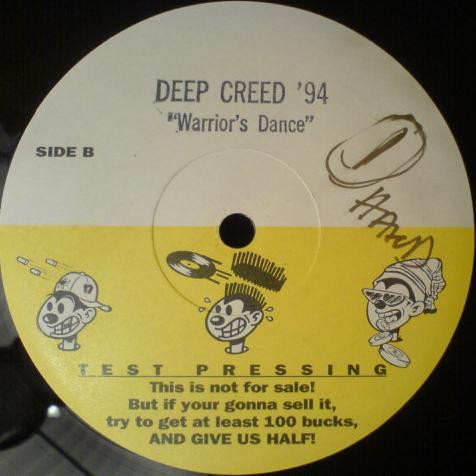 DEEP CREED '94
"Warrior's Dance"
SIDE B
TEST PRESSING
This is not for sale!
But if your gonna sell it,
try to get at least 100 bucks,
AND GIVE US HALF!